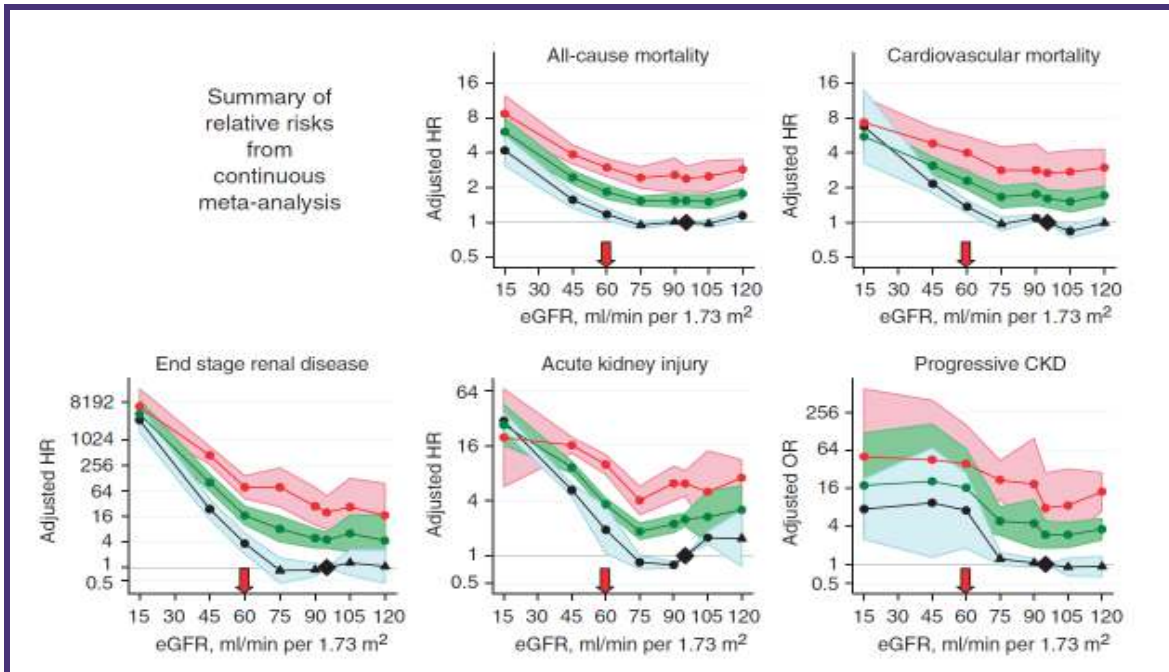 Summary of
relative risks
from
continuous
meta-analysis
All-cause mortality
Adjusted HR
16
8
4
2
1
0.5
15 30 45 60 75 90 105 120
eGFR, ml/min per 1.73 m²
Cardiovascular mortality
Adjusted HR
16
8
4
2
1
0.5
15 30 45 60 75 90 105 120
eGFR, ml/min per 1.73 m²
End stage renal disease
Adjusted HR
8192
1024
256
64
16
4
1
0.5
15 30 45 60 75 90 105 120
eGFR, ml/min per 1.73 m²
Acute kidney injury
Adjusted HR
64
16
4
1
0.5
15 30 45 60 75 90 105 120
eGFR, ml/min per 1.73 m²
Progressive CKD
Adjusted OR
256
64
16
4
1
0.5
15 30 45 60 75 90 105 120
eGFR, ml/min per 1.73 m²